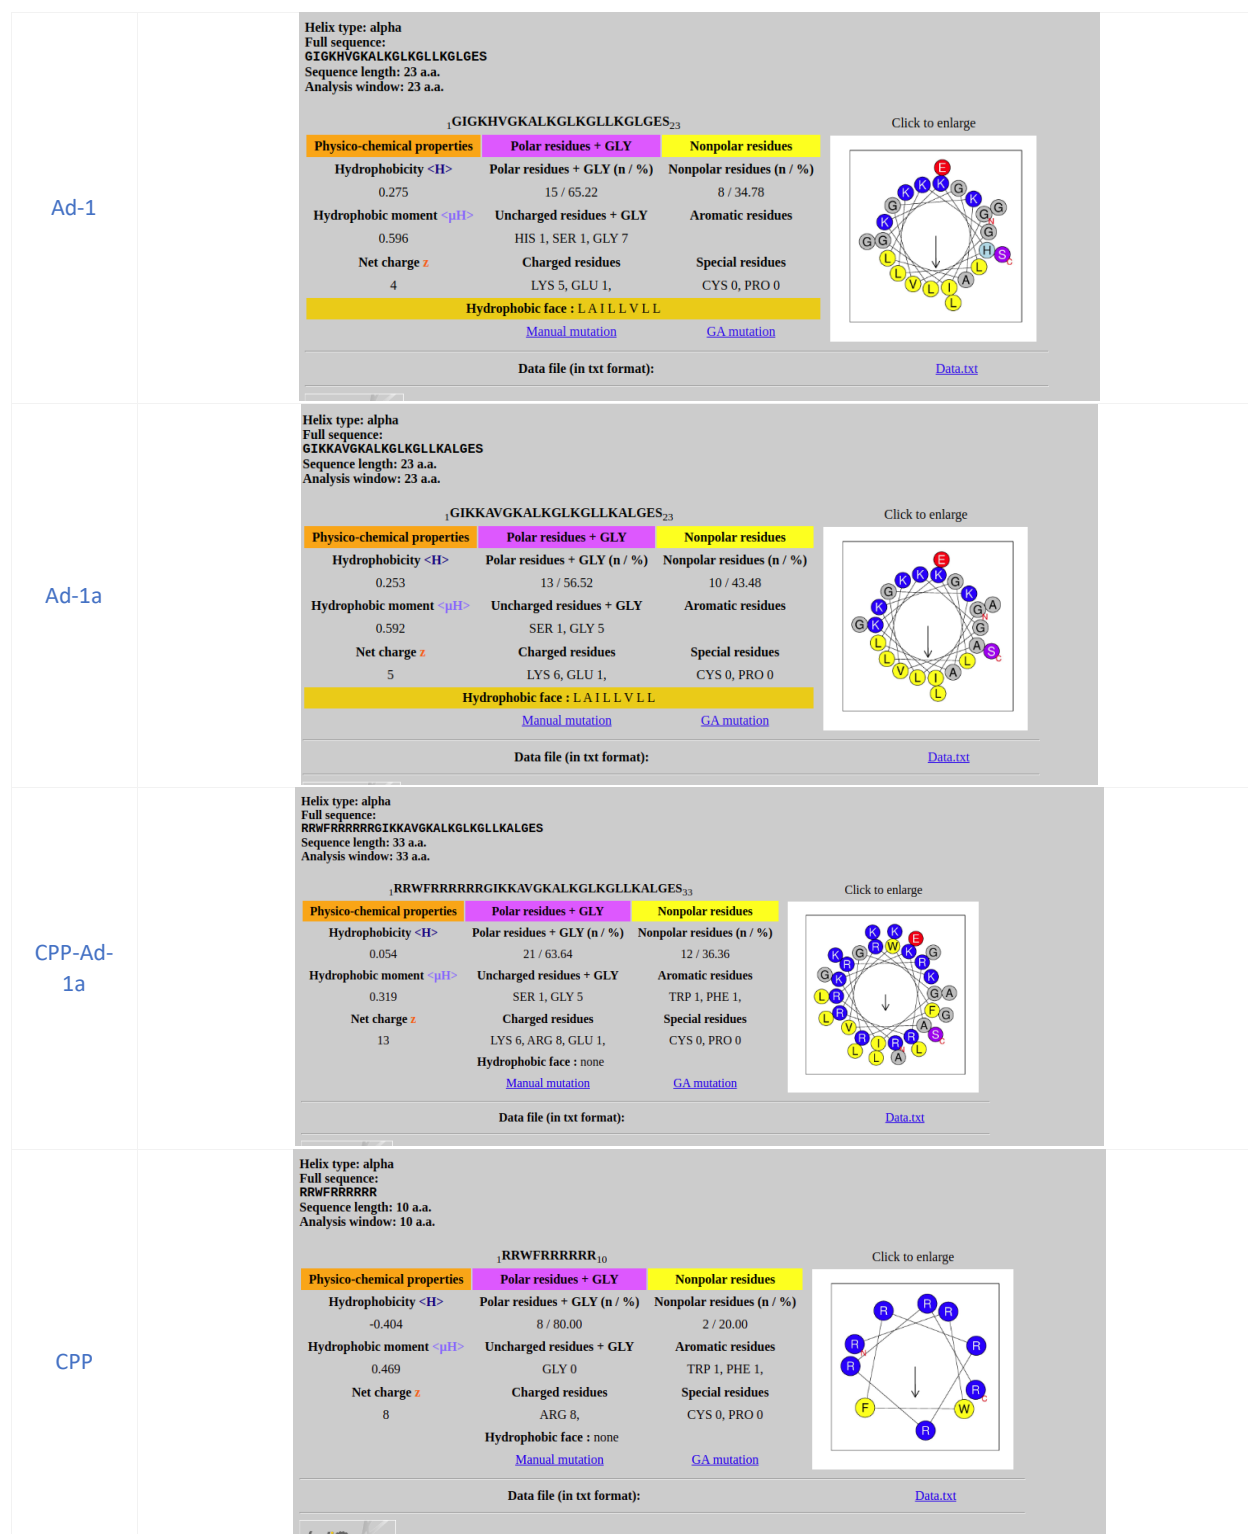 Ad-1
Helix type: alpha
Full sequence:
GIGKHVGKALKGLKGLLKGLGES
Sequence length: 23 a.a.
Analysis window: 23 a.a.
1GIGKHVGKALKGLKGLLKGLGES23
Click to enlarge
Physico-chemical properties Polar residues + GLY Nonpolar residues
Hydrophobicity <H> Polar residues + GLY (n / %) Nonpolar residues (n / %)
0.275 15 / 65.22 8 / 34.78
Hydrophobic moment <μH> Uncharged residues + GLY Aromatic residues
0.596 HIS 1, SER 1, GLY 7
Net charge z Charged residues Special residues
4 LYS 5, GLU 1, CYS 0, PRO 0
Hydrophobic face : L A I L L V L L
Manual mutation GA mutation
E
K K K G K G G N G H S C L A I L L V L L G G K G
Data file (in txt format): Data.txt
Ad-1a
Helix type: alpha
Full sequence:
GIKKAVGKALKGLKGLLKALGES
Sequence length: 23 a.a.
Analysis window: 23 a.a.
1GIKKAVGKALKGLKGLLKALGES23
Click to enlarge
Physico-chemical properties Polar residues + GLY Nonpolar residues
Hydrophobicity <H> Polar residues + GLY (n / %) Nonpolar residues (n / %)
0.253 13 / 56.52 10 / 43.48
Hydrophobic moment <μH> Uncharged residues + GLY Aromatic residues
0.592 SER 1, GLY 5
Net charge z Charged residues Special residues
5 LYS 6, GLU 1, CYS 0, PRO 0
Hydrophobic face : L A I L L V L L
Manual mutation GA mutation
E
K K K G K G A N G A S C L A I L L V L L K G K G
Data file (in txt format): Data.txt
CPP-Ad-
1a
Helix type: alpha
Full sequence:
RRWFRRRRRRGIKKAVGKALKGLKGLLKALGES
Sequence length: 33 a.a.
Analysis window: 33 a.a.
1RRWFRRRRRRGIKKAVGKALKGLKGLLKALGES33
Click to enlarge
Physico-chemical properties Polar residues + GLY Nonpolar residues
Hydrophobicity <H> Polar residues + GLY (n / %) Nonpolar residues (n / %)
0.054 21 / 63.64 12 / 36.36
Hydrophobic moment <μH> Uncharged residues + GLY Aromatic residues
0.319 SER 1, GLY 5 TRP 1, PHE 1,
Net charge z Charged residues Special residues
13 LYS 6, ARG 8, GLU 1, CYS 0, PRO 0
Hydrophobic face : none
Manual mutation GA mutation
K K E
K R G R W K R G K
G K G A
L R F G
L R V A S C
R I R N R
L L A L
Data file (in txt format): Data.txt
CPP
Helix type: alpha
Full sequence:
RRWFRRRRRR
Sequence length: 10 a.a.
Analysis window: 10 a.a.
1RRWFRRRRRR10
Click to enlarge
Physico-chemical properties Polar residues + GLY Nonpolar residues
Hydrophobicity <H> Polar residues + GLY (n / %) Nonpolar residues (n / %)
-0.404 8 / 80.00 2 / 20.00
Hydrophobic moment <μH> Uncharged residues + GLY Aromatic residues
0.469 GLY 0 TRP 1, PHE 1,
Net charge z Charged residues Special residues
8 ARG 8, CYS 0, PRO 0
Hydrophobic face : none
Manual mutation GA mutation
R R R
R N R
R R C
F W
R
Data file (in txt format): Data.txt